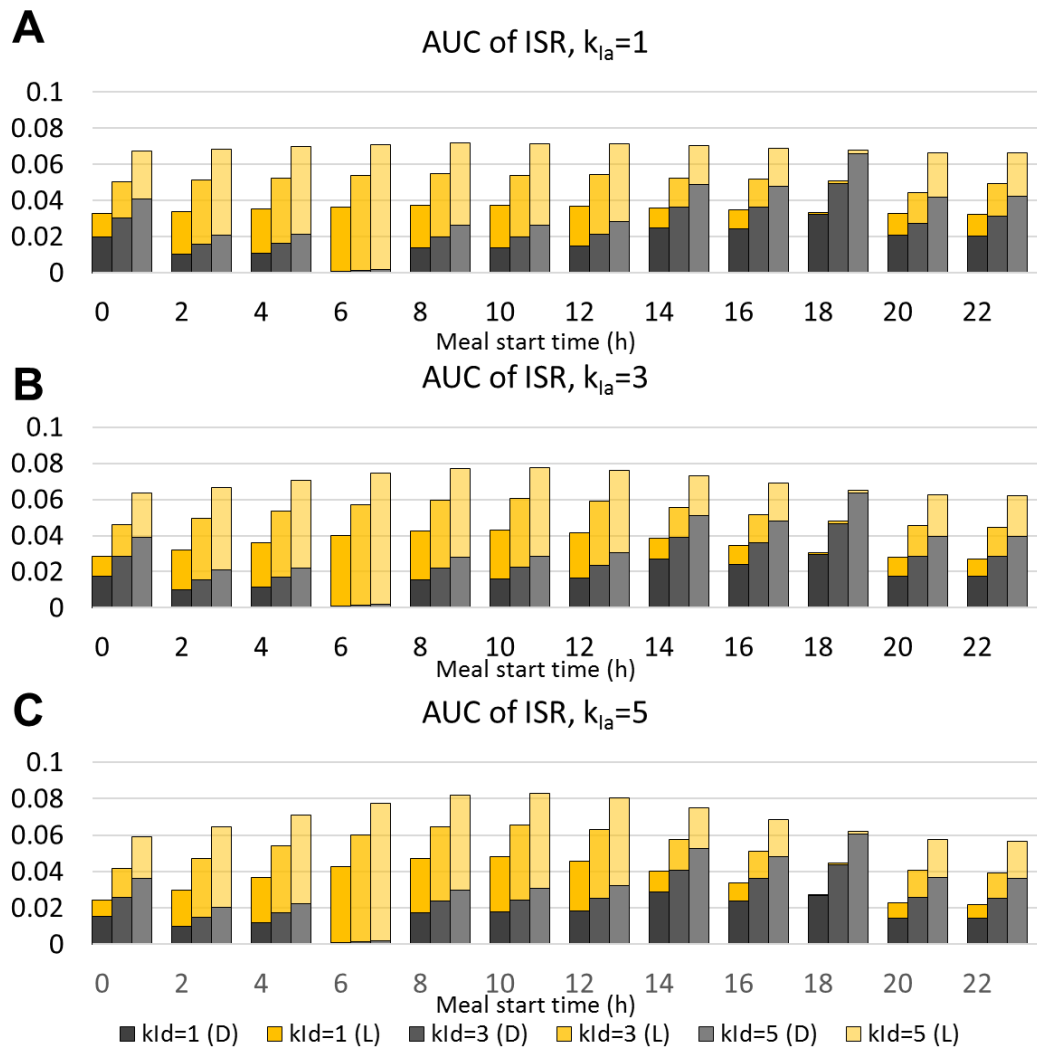 A
AUC of ISR, kIa=1
0.1
0.08
0.06
0.04
0.02
0
0 2 4 6 8 10 12 14 16 18 20 22
Meal start time (h)
B
AUC of ISR, kIa=3
0.1
0.08
0.06
0.04
0.02
0
0 2 4 6 8 10 12 14 16 18 20 22
Meal start time (h)
C
AUC of ISR, kIa=5
0.1
0.08
0.06
0.04
0.02
0
0 2 4 6 8 10 12 14 16 18 20 22
Meal start time (h)
kId=1 (D) kId=1 (L) kId=3 (D) kId=3 (L) kId=5 (D) kId=5 (L)